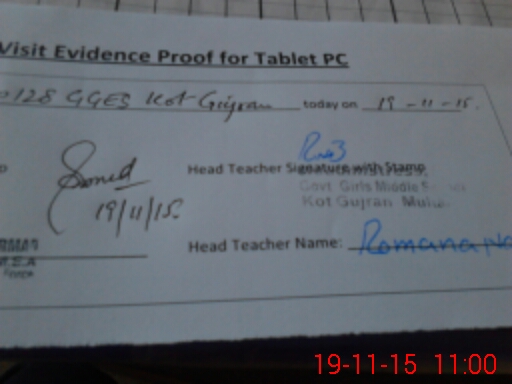 Visit Evidence Proof for Tablet PC
0128 GGES Kot Gujran today on 19-11-15.
Head Teacher Signature with Stamp
Govt Girls Middle
Kot Gujran
19/11/15
Head Teacher Name: Romana
M.E.A
19-11-15 11:00